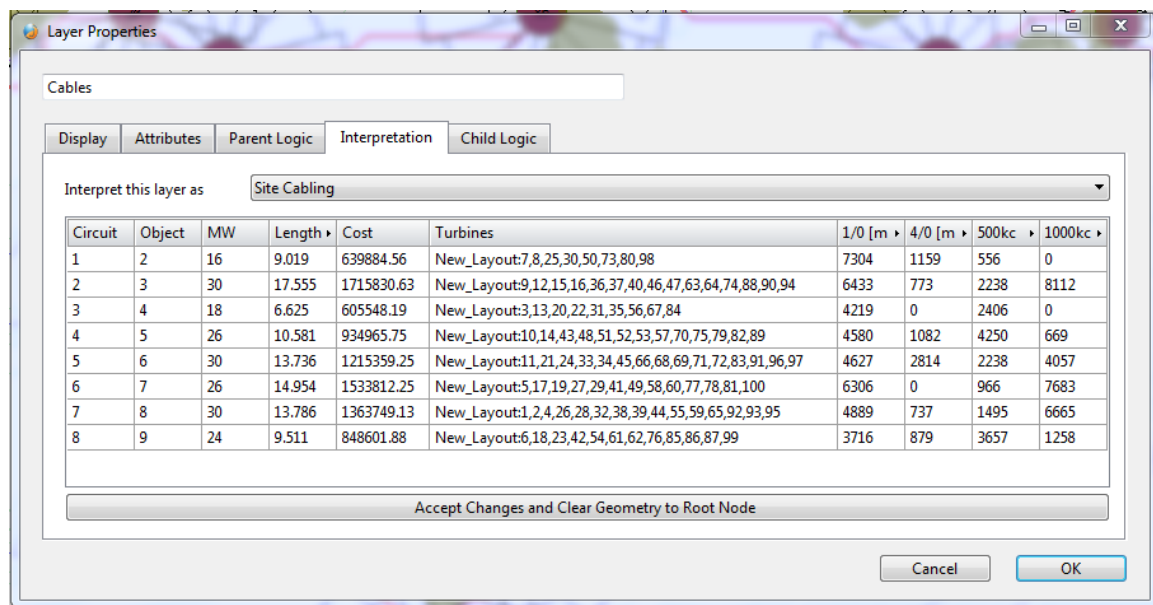 Layer Properties
Cables
Display Attributes Parent Logic Interpretation Child Logic
Interpret this layer as Site Cabling
Circuit Object MW Length Cost Turbines 1/0 [m 4/0 [m 500kc 1000kc
1 2 16 9.019 639884.56 New_Layout:7,8,25,30,50,73,80,98 7304 1159 556 0
2 3 30 17.555 1715830.63 New_Layout:9,12,15,16,36,37,40,46,47,63,64,74,88,90,94 6433 773 2238 8112
3 4 18 6.625 605548.19 New_Layout:3,13,20,22,31,35,56,67,84 4219 0 2406 0
4 5 26 10.581 934965.75 New_Layout:10,14,43,48,51,52,53,57,70,75,79,82,89 4580 1082 4250 669
5 6 30 13.736 1215359.25 New_Layout:11,21,24,33,34,45,66,68,69,71,72,83,91,96,97 4627 2814 2238 4057
6 7 26 14.954 1533812.25 New_Layout:5,17,19,27,29,41,49,58,60,77,78,81,100 6306 0 966 7683
7 8 30 13.786 1363749.13 New_Layout:1,2,4,26,28,32,38,39,44,55,59,65,92,93,95 4889 737 1495 6665
8 9 24 9.511 848601.88 New_Layout:6,18,23,42,54,61,62,76,85,86,87,99 3716 879 3657 1258
Accept Changes and Clear Geometry to Root Node
Cancel OK